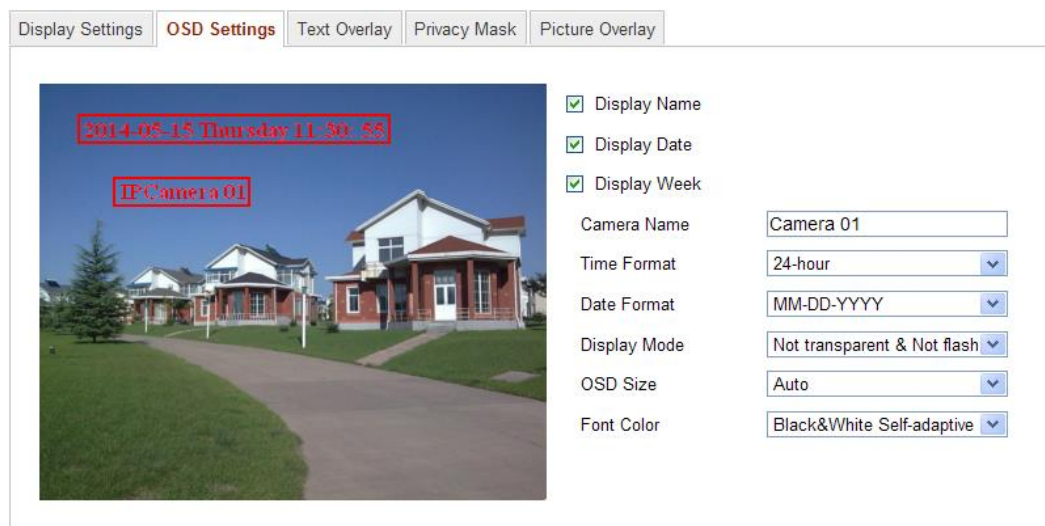 Display Settings OSD Settings Text Overlay Privacy Mask Picture Overlay
2014-05-15 Thursday 11:50:55
IPCamera 01
Display Name
Display Date
Display Week
Camera Name Camera 01
Time Format 24-hour
Date Format MM-DD-YYYY
Display Mode Not transparent & Not flash
OSD Size Auto
Font Color Black&White Self-adaptive